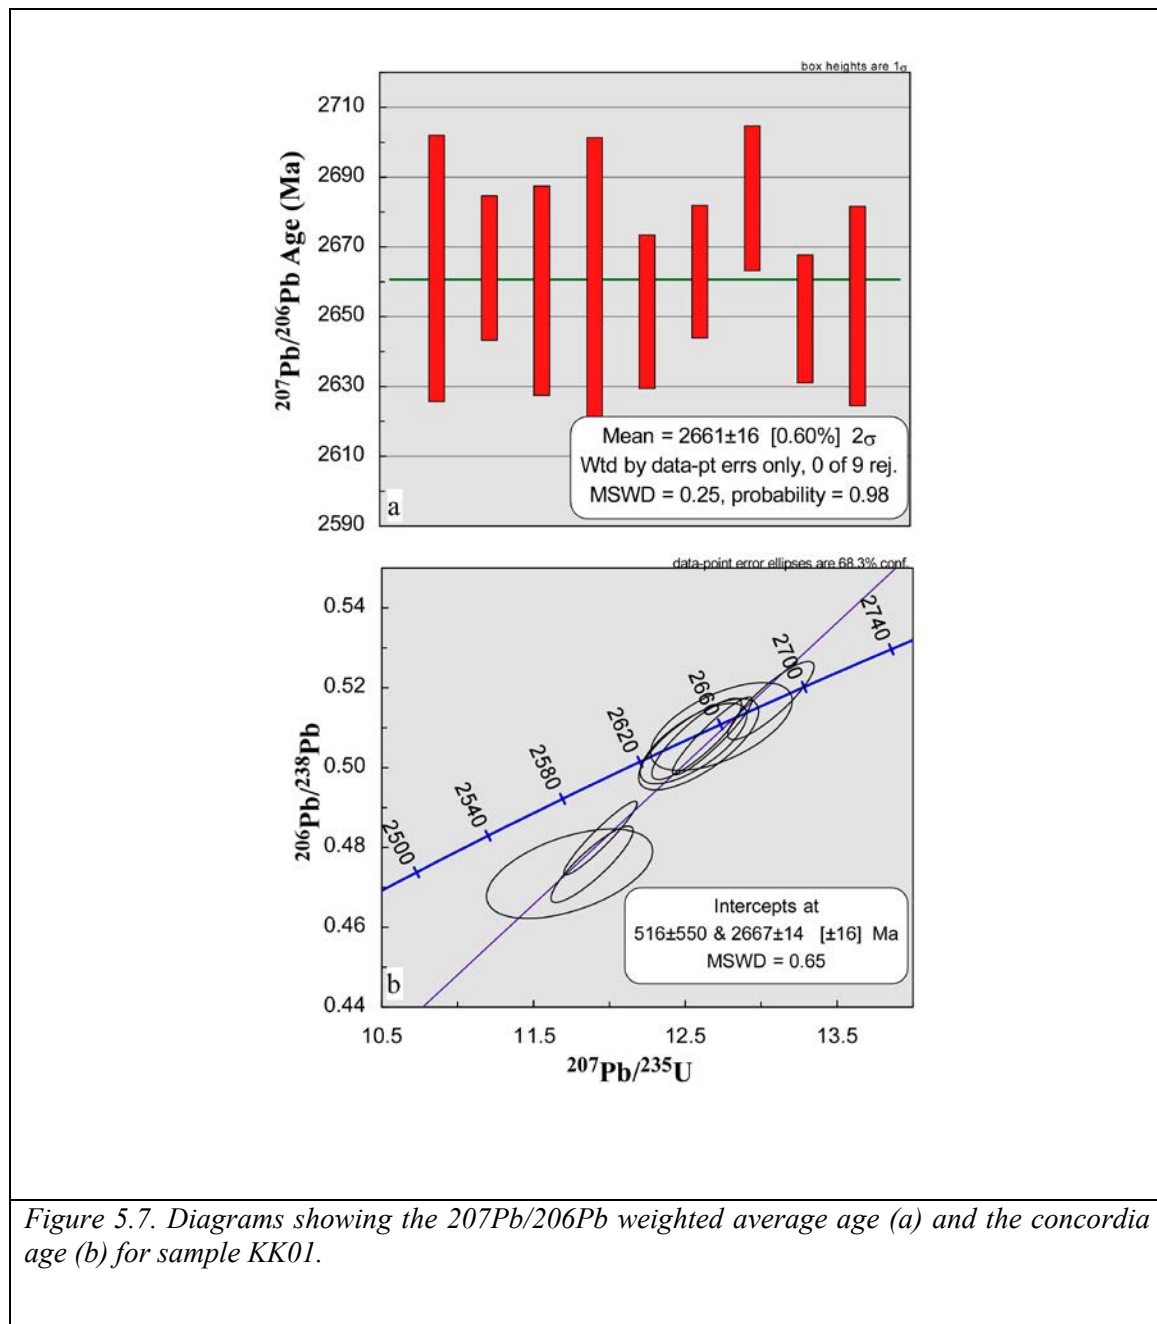 box heights are 1σ
2710
2690
2670
2650
2630
2610
2590
207Pb/206Pb Age (Ma)
Mean = 2661±16 [0.60%] 2σ
Wtd by data-pt errs only, 0 of 9 rej.
MSWD = 0.25, probability = 0.98
a
data-point error ellipses are 68.3% conf.
0.54
0.52
0.50
0.48
0.46
0.44
206Pb/238Pb
2500
2540
2580
2620
2660
2700
2740
Intercepts at
516±550 & 2667±14 [±16] Ma
MSWD = 0.65
b
10.5
11.5
12.5
13.5
207Pb/235U
Figure 5.7. Diagrams showing the 207Pb/206Pb weighted average age (a) and the concordia
age (b) for sample KK01.